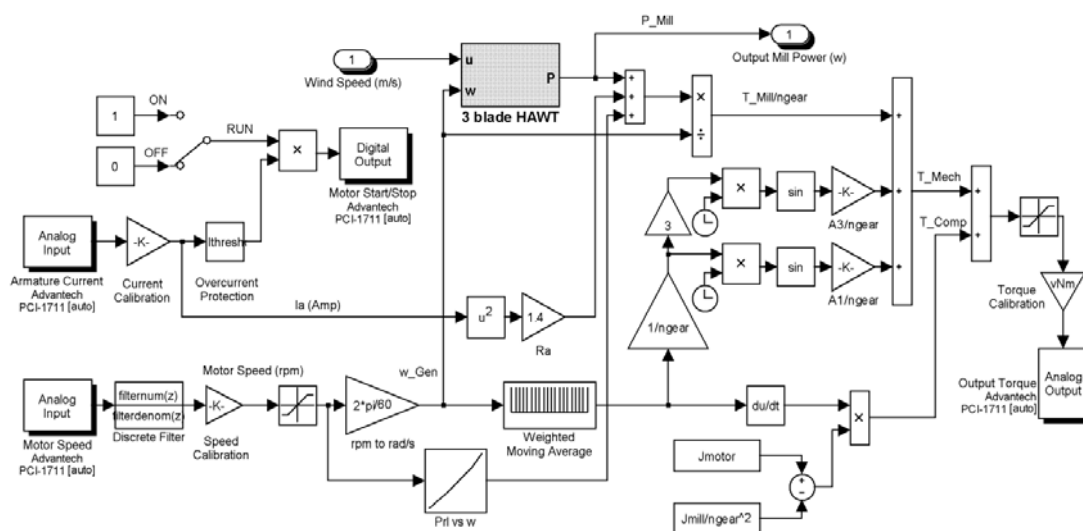 P_Mill
1
Output Mill Power (w)
1
Wind Speed (m/s)
u
w
P
3 blade HAWT
+
+
+
×
÷
T_Mill/ngear
ON
1
RUN
OFF
0
×
Digital
Output
Motor Start/Stop
Advantech
PCI-1711 [auto]
Analog
Input
Armature Current
Advantech
PCI-1711 [auto]
-K-
Current
Calibration
Ithresh
Overcurrent
Protection
Ia (Amp)
u²
1.4
Ra
3
×
sin
-K-
A3/ngear
×
sin
-K-
A1/ngear
1/ngear
+
+
+
T_Mech
T_Comp
+
+
Torque
Calibration
vNm
Analog
Output
Output Torque
Advantech
PCI-1711 [auto]
Analog
Input
Motor Speed
Advantech
PCI-1711 [auto]
filternum(z)
filterdenom(z)
Discrete Filter
-K-
Speed
Calibration
Motor Speed (rpm)
2*pi/60
rpm to rad/s
w_Gen
Weighted
Moving Average
Prl vs w
du/dt
×
Jmotor
+
−
Jmill/ngear^2